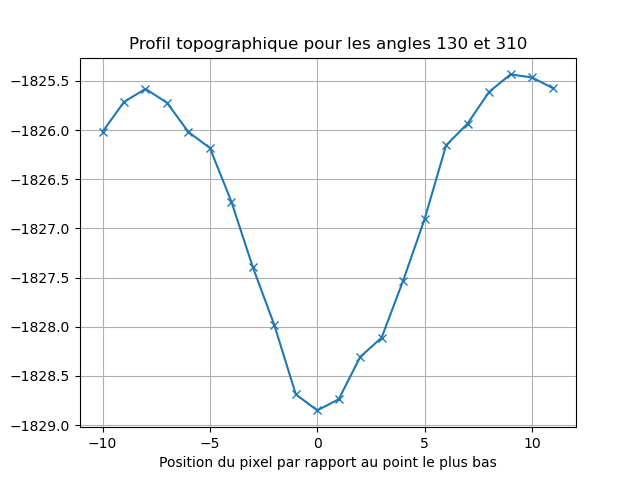 Profil topographique pour les angles 130 et 310
−1825.5
−1826.0
−1826.5
−1827.0
−1827.5
−1828.0
−1828.5
−1829.0
−10 −5 0 5 10
Position du pixel par rapport au point le plus bas